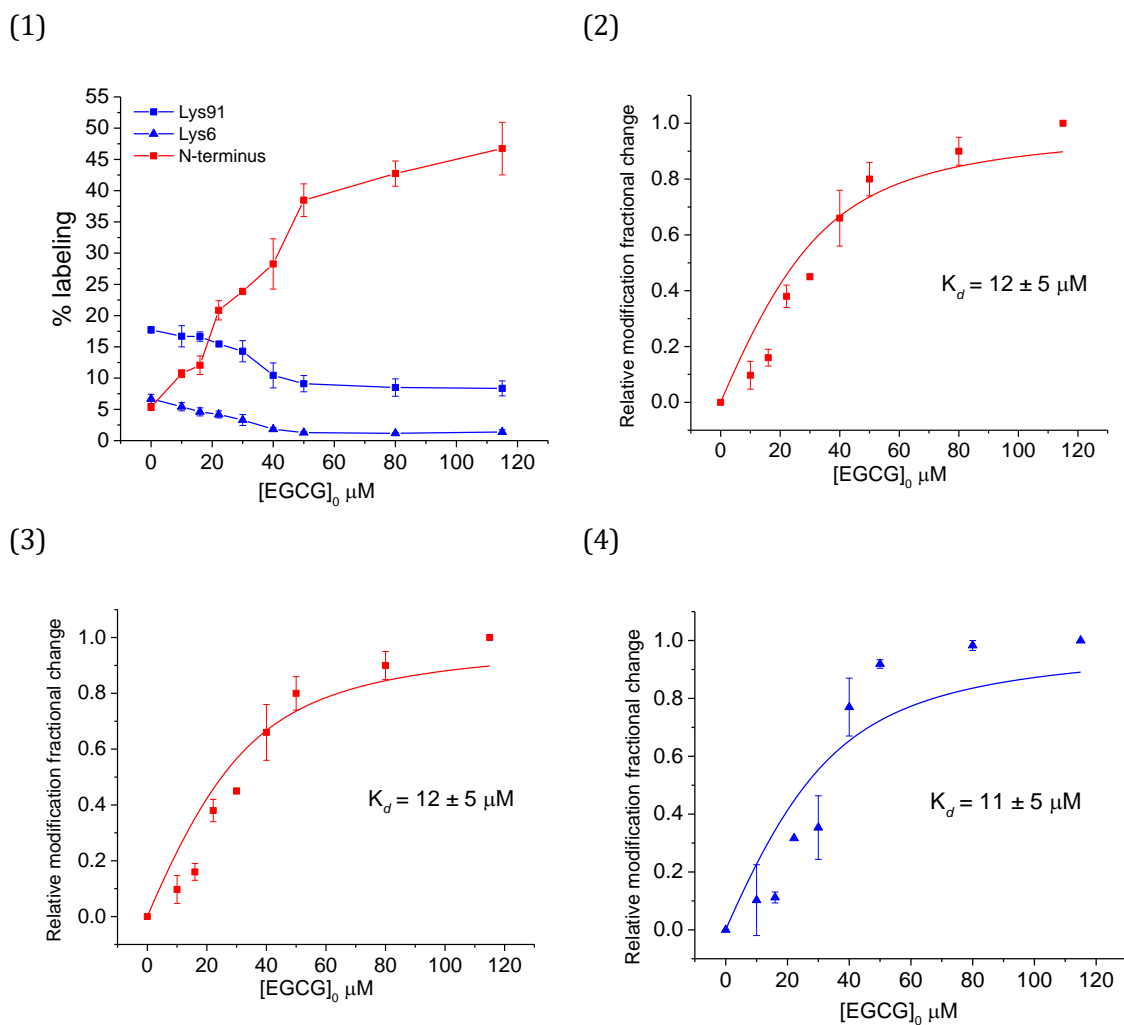 (1)
(2)
55
50
45
40
35
30
25
20
15
10
5
0
% labeling
Lys91
Lys6
N-terminus
0 20 40 60 80 100 120
[EGCG]0 μM
1.0
0.8
0.6
0.4
0.2
0.0
Relative modification fractional change
Kd = 12 ± 5 μM
0 20 40 60 80 100 120
[EGCG]0 μM
(3)
(4)
1.0
0.8
0.6
0.4
0.2
0.0
Relative modification fractional change
Kd = 12 ± 5 μM
0 20 40 60 80 100 120
[EGCG]0 μM
1.0
0.8
0.6
0.4
0.2
0.0
Relative modification fractional change
Kd = 11 ± 5 μM
0 20 40 60 80 100 120
[EGCG]0 μM